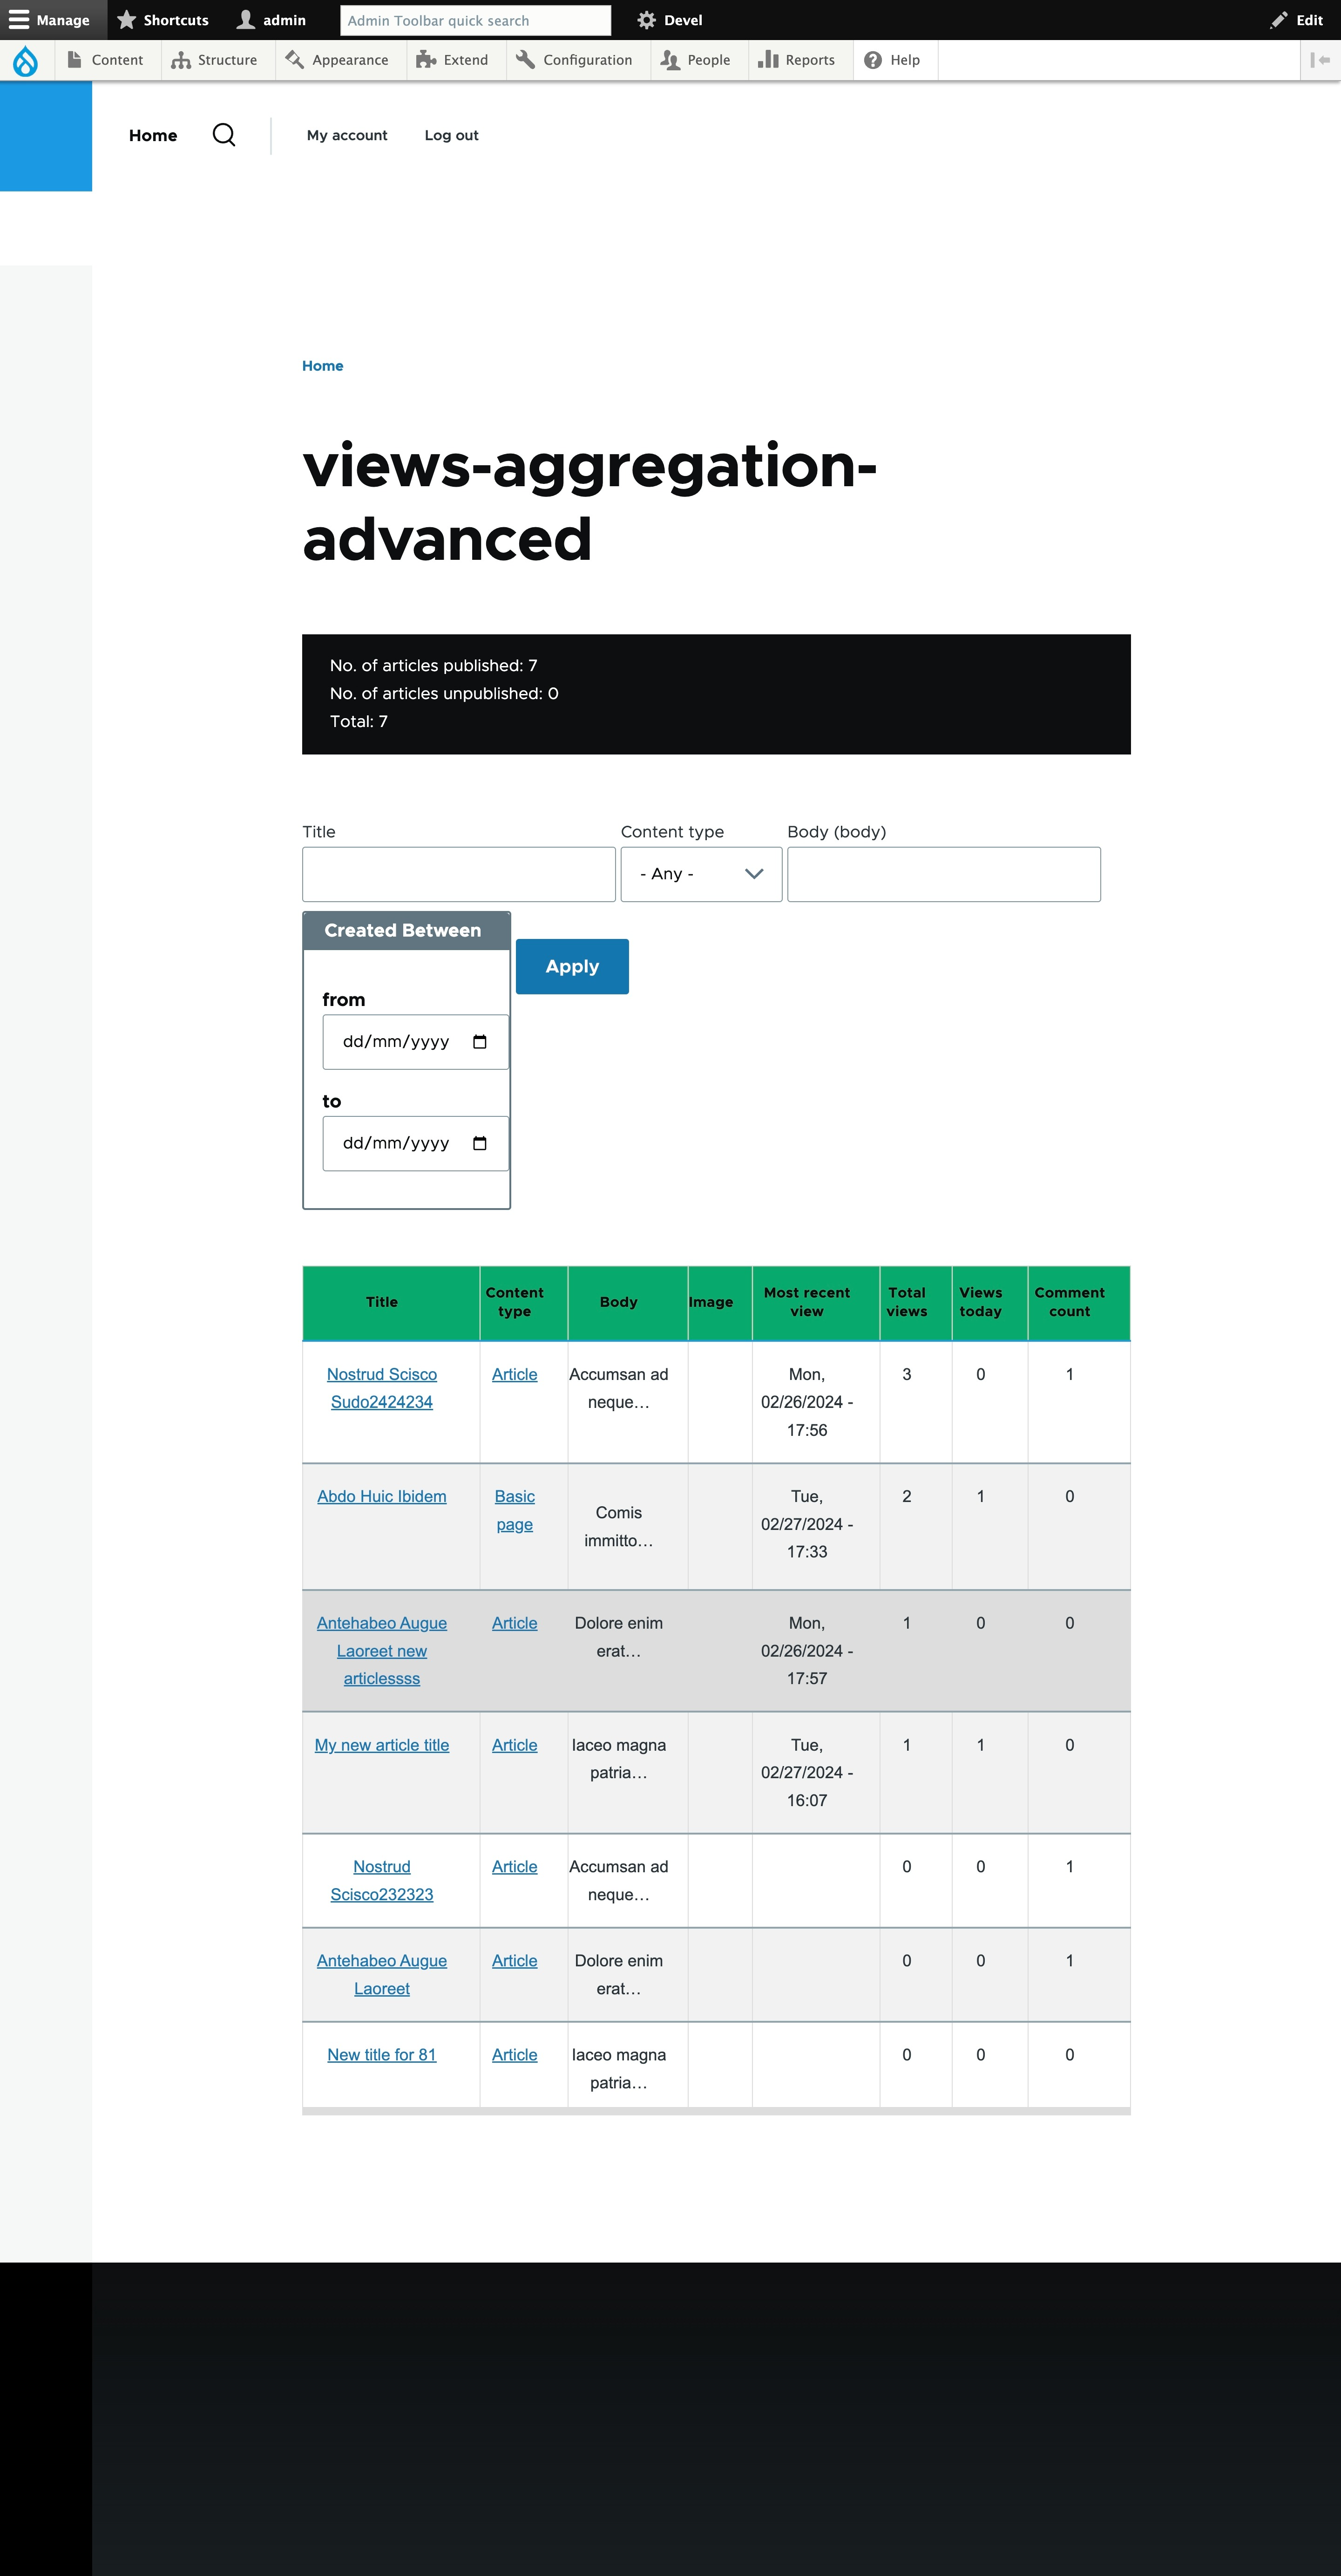 Manage Shortcuts admin Admin Toolbar quick search Devel Edit
Content Structure Appearance Extend Configuration People Reports Help
Home My account Log out
Home
views-aggregation-
advanced
No. of articles published: 7
No. of articles unpublished: 0
Total: 7
Title Content type Body (body)
- Any -
Created Between
Apply
from
dd/mm/yyyy
to
dd/mm/yyyy
Title Content type Body Image Most recent view Total views Views today Comment count
Nostrud Scisco Article Accumsan ad Mon, 3 0 1
Sudo2424234 neque… 02/26/2024 -
17:56
Abdo Huic Ibidem Basic Tue, 2 1 0
Comis
page 02/27/2024 -
immitto…
17:33
Antehabeo Augue Article Dolore enim Mon, 1 0 0
Laoreet new erat… 02/26/2024 -
articlessss 17:57
My new article title Article Iaceo magna Tue, 1 1 0
patria… 02/27/2024 -
16:07
Nostrud Article Accumsan ad 0 0 1
Scisco232323 neque…
Antehabeo Augue Article Dolore enim 0 0 1
Laoreet erat…
New title for 81 Article Iaceo magna 0 0 0
patria…